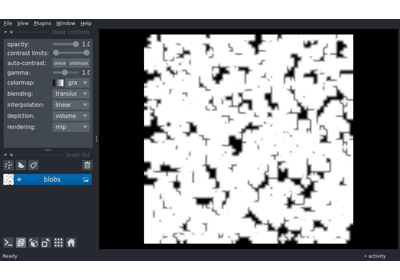 File View Plugins Window Help
layer controls
opacity: 1.0
contrast limits:
auto-contrast: once
gamma: 1.0
colormap: gra
blending: transluc
interpolation: linear
depiction: volume
rendering: mip
layer list
blobs
Ready
activity